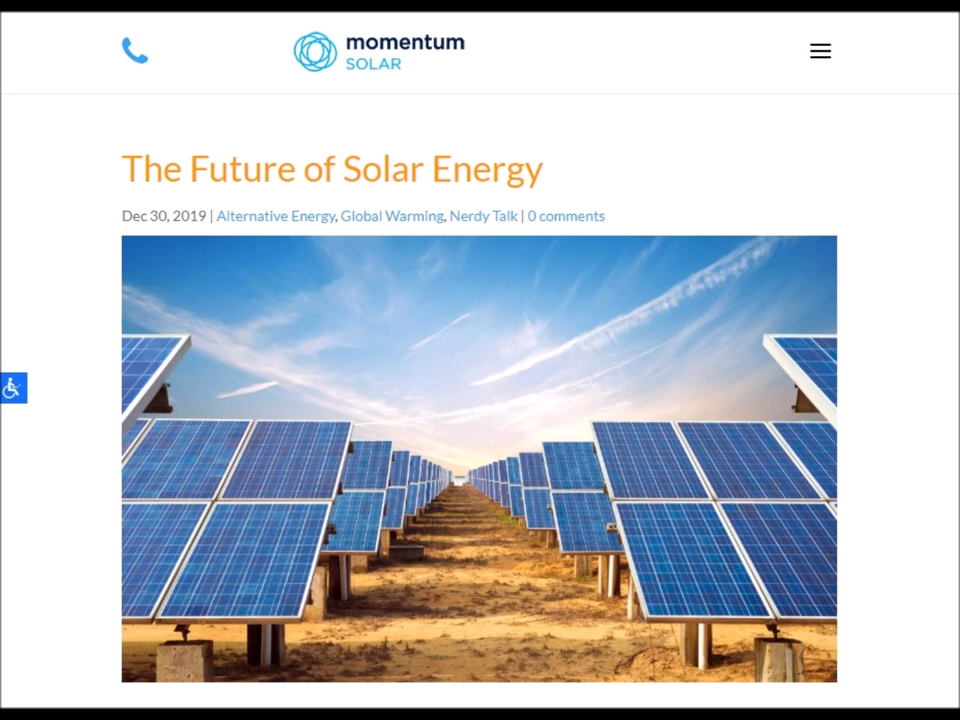 momentum
SOLAR
The Future of Solar Energy
Dec 30, 2019 | Alternative Energy, Global Warming, Nerdy Talk | 0 comments